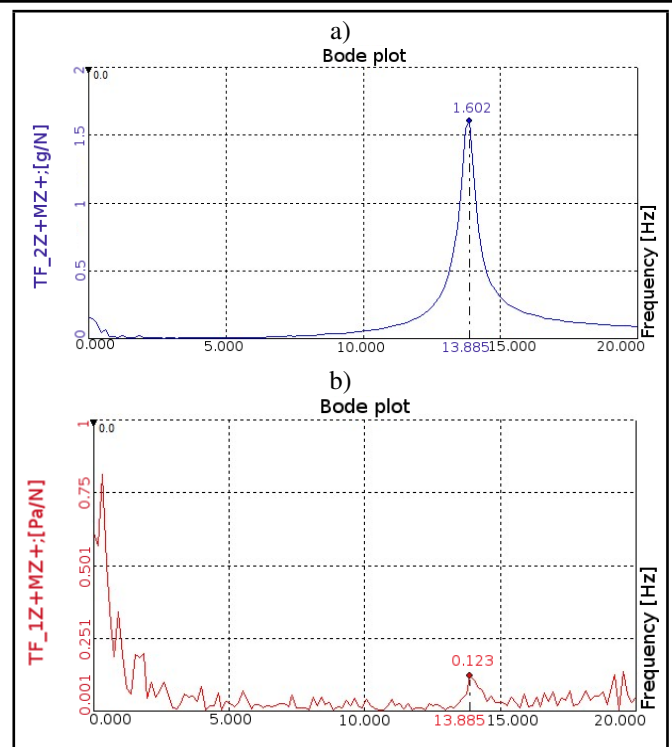 a)
Bode plot
TF_2Z+MZ+;[g/N]
2
1.5
1
0.5
0
0.0
1.602
0.000 5.000 10.000 13.885 15.000 20.000
Frequency [Hz]
b)
Bode plot
TF_1Z+MZ+;[Pa/N]
1
0.75
0.501
0.251
0.001
0.0
0.123
0.000 5.000 10.000 13.885 15.000 20.000
Frequency [Hz]